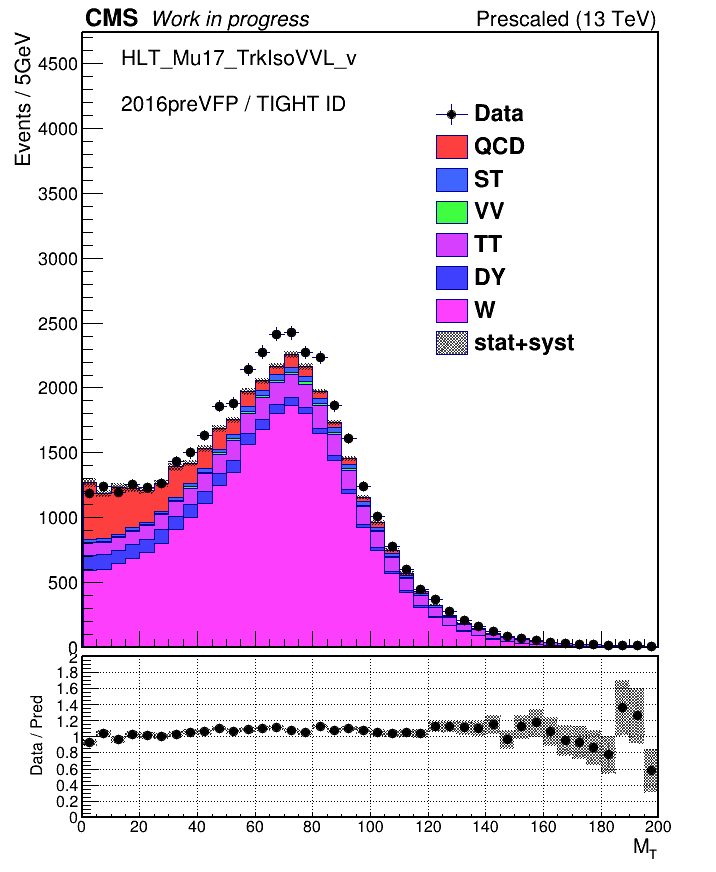 CMS Work in progress Prescaled (13 TeV)
Events / 5GeV
HLT_Mu17_TrkIsoVVL_v
2016preVFP / TIGHT ID
Data
QCD
ST
VV
TT
DY
W
stat+syst
4500
4000
3500
3000
2500
2000
1500
1000
500
0
Data / Pred
2
1.8
1.6
1.4
1.2
1
0.8
0.6
0.4
0.2
0
0 20 40 60 80 100 120 140 160 180 200
M_T